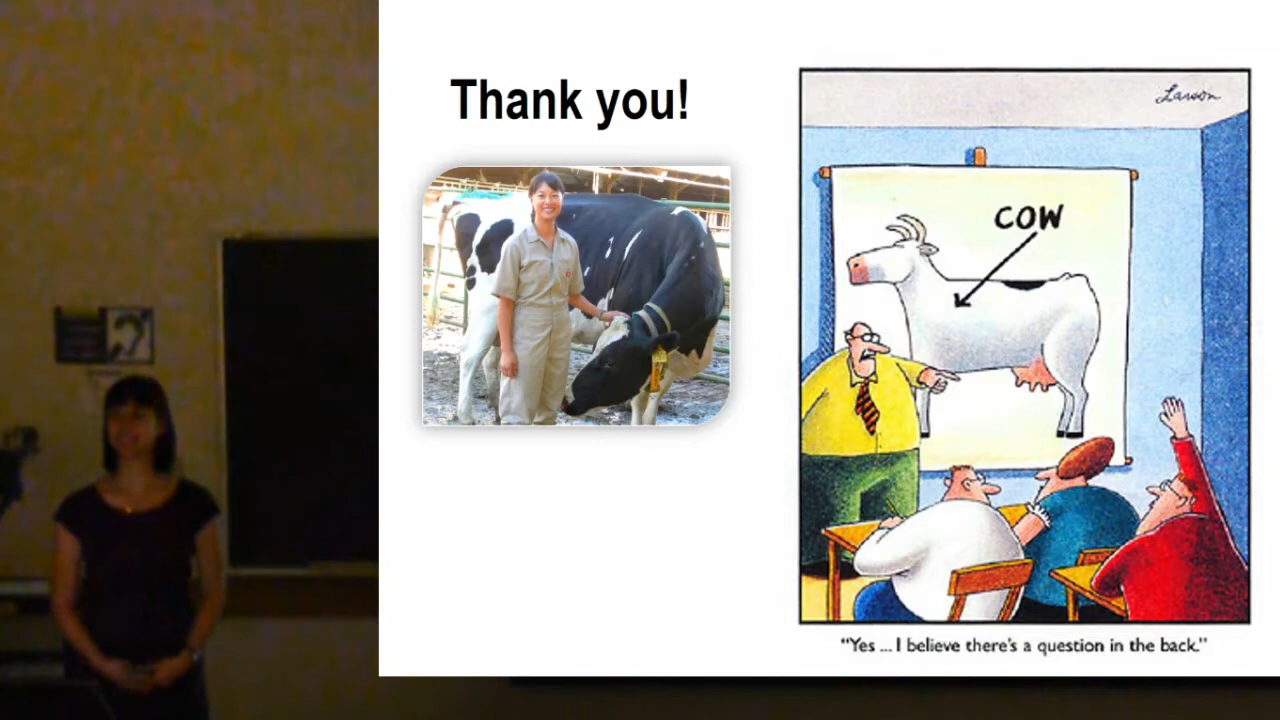 Thank you!
Larson
COW
"Yes ... I believe there's a question in the back."